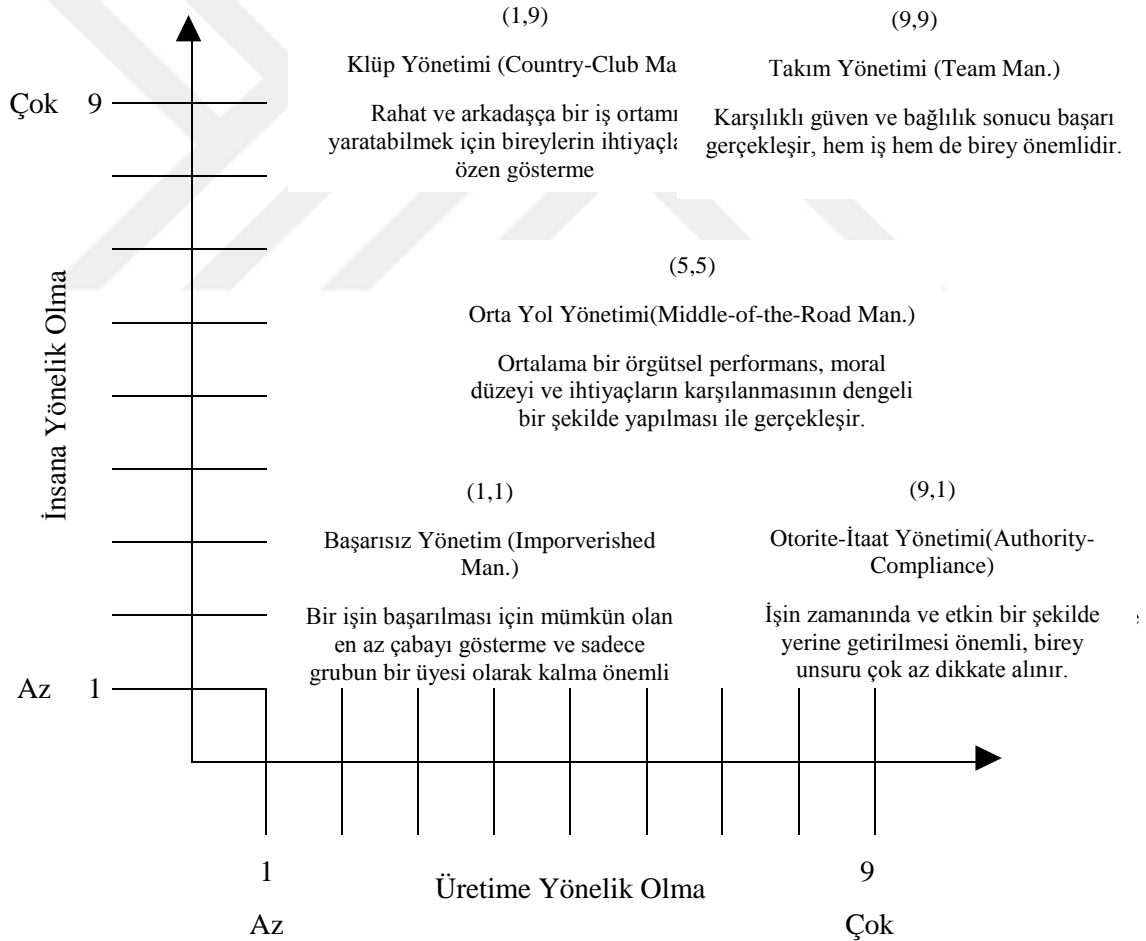 (1,9)
Klüp Yönetimi (Country-Club Ma
Rahat ve arkadaşça bir iş ortamı
yaratabilmek için bireylerin
özen gösterme
(9,9)
Takım Yönetimi (Team Man.)
Karşılıklı güven ve bağlılık sonucu başarı
gerçekleşir, hem iş hem de birey önemlidir.
Çok 9
İnsana Yönelik Olma
(5,5)
Orta Yol Yönetimi(Middle-of-the-Road Man.)
Ortalama bir örgütsel performans, moral
düzeyi ve ihtiyaçların karşılanmasının dengeli
bir şekilde yapılması ile gerçekleşir.
(1,1)
Başarısız Yönetim (Imporverished
Man.)
Bir işin başarılması için mümkün olan
en az çabayı gösterme ve sadece
grubun bir üyesi olarak kalma önemli
(9,1)
Otorite-İtaat Yönetimi(Authority-
Compliance)
İşin zamanında ve etkin bir şekilde
yerine getirilmesi önemli, birey
unsuru çok az dikkate alınır.
Az 1
1
9
Üretime Yönelik Olma
Az
Çok